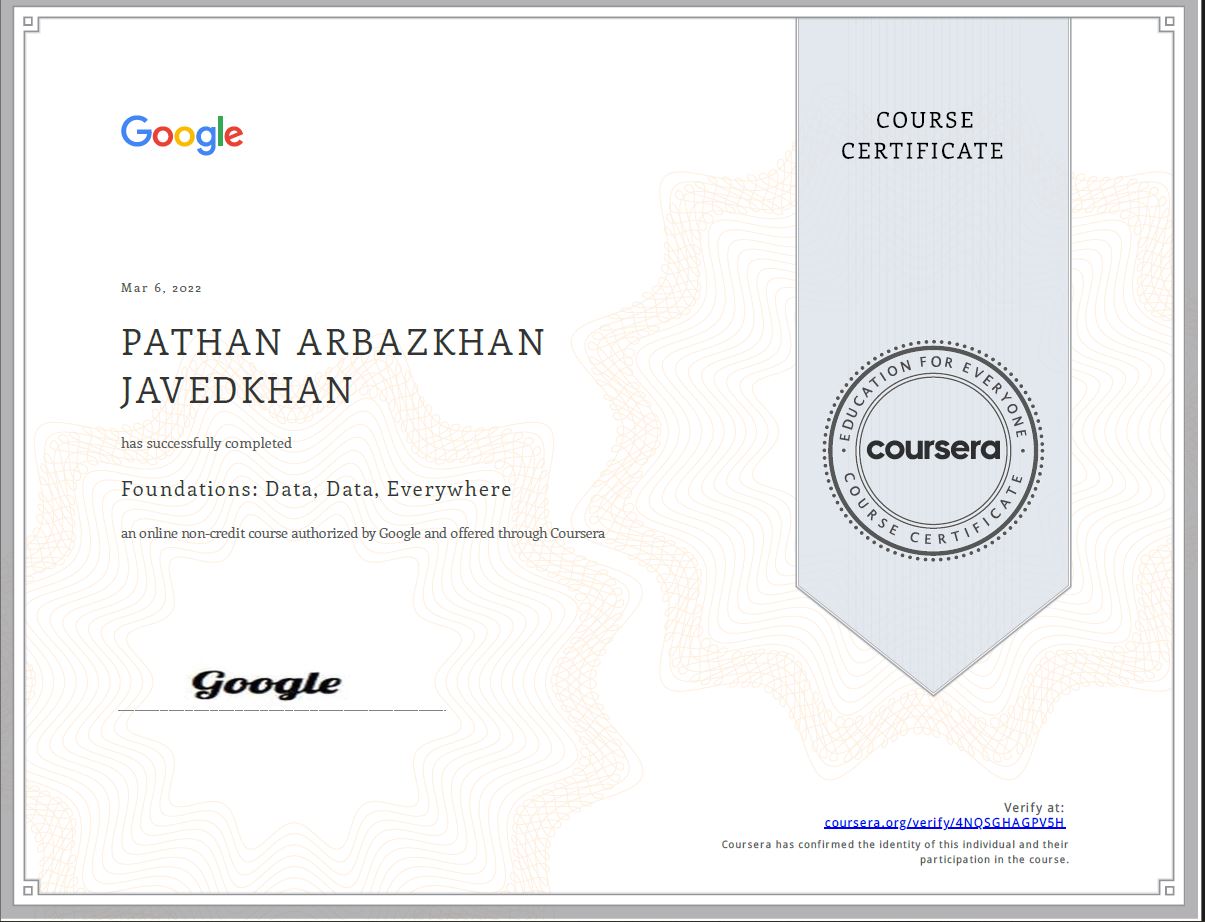 Google
COURSE
CERTIFICATE
Mar 6, 2022
PATHAN ARBAZKHAN
JAVEDKHAN
has successfully completed
Foundations: Data, Data, Everywhere
an online non-credit course authorized by Google and offered through Coursera
EDUCATION FOR EVERYONE
coursera
COURSE CERTIFICATE
Google
Verify at:
coursera.org/verify/4NQSGHAGPV5H
Coursera has confirmed the identity of this individual and their
participation in the course.